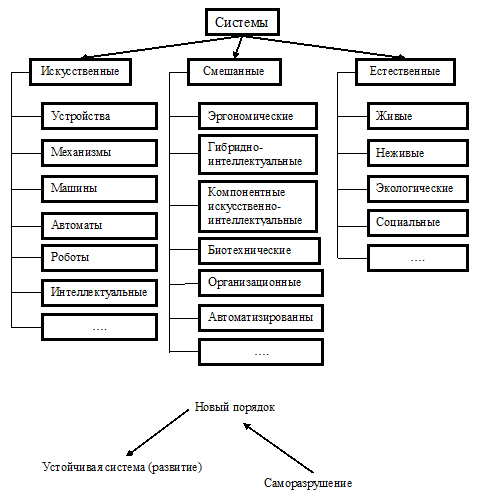 Системы
Искусственные
Смешанные
Естественные
Устройства
Механизмы
Машины
Автоматы
Роботы
Интеллектуальные
….
Эргономические
Гибридно-
интеллектуальные
Компонентные
искусственно-
интеллектуальные
Биотехнические
Организационные
Автоматизированны
….
Живые
Неживые
Экологические
Социальные
….
Новый порядок
Устойчивая система (развитие)
Саморазрушение